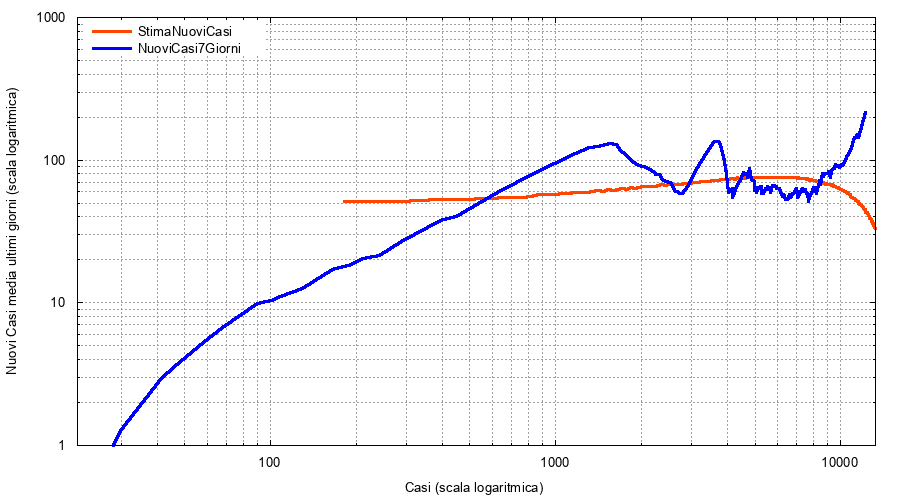 1000
100
10
1
StimaNuoviCasi
NuoviCasi7Giorni
Nuovi Casi media ultimi giorni (scala logaritmica)
100
1000
10000
Casi (scala logaritmica)